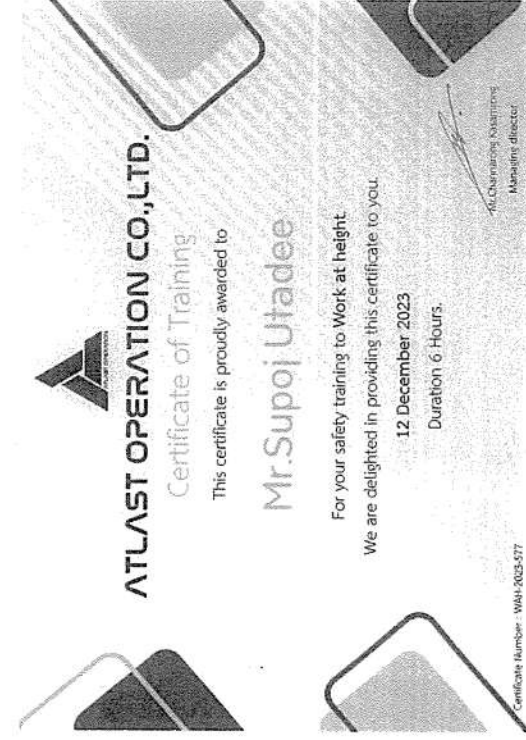 ATLAST OPERATION CO.,LTD.
Certificate of Training
This certificate is proudly awarded to
Mr.Supoj Utadee
For your safety training to Work at height.
We are delighted in providing this certificate to you.
12 December 2023
Duration 6 Hours.
Managing director
Certificate Number : WAH-2023-577